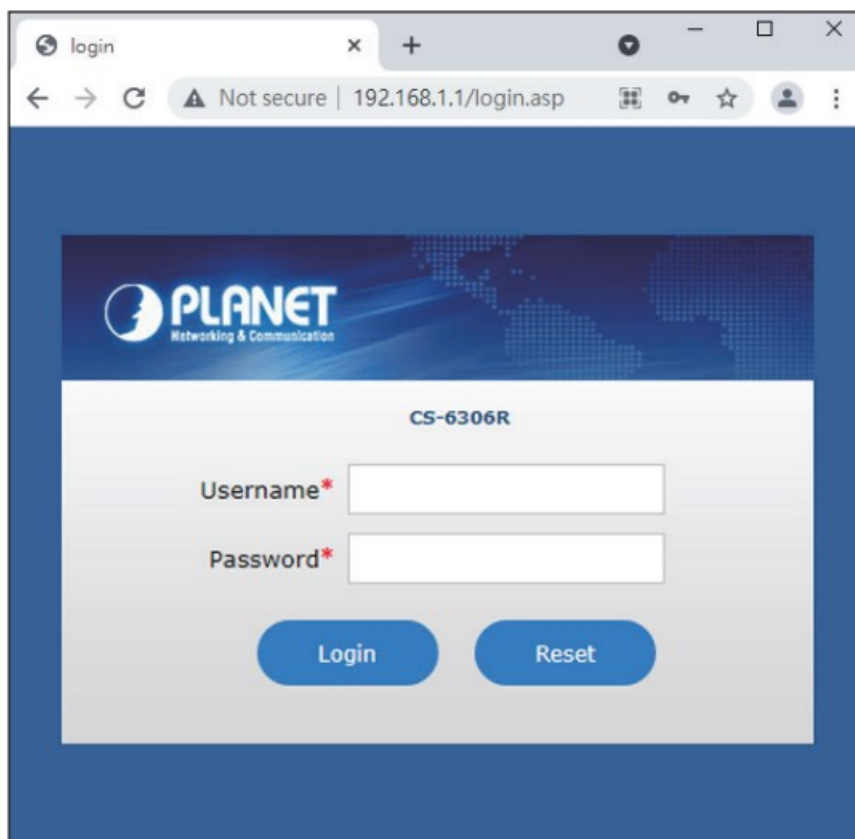 login
Not secure | 192.168.1.1/login.asp
PLANET
Networking & Communication
CS-6306R
Username*
Password*
Login Reset